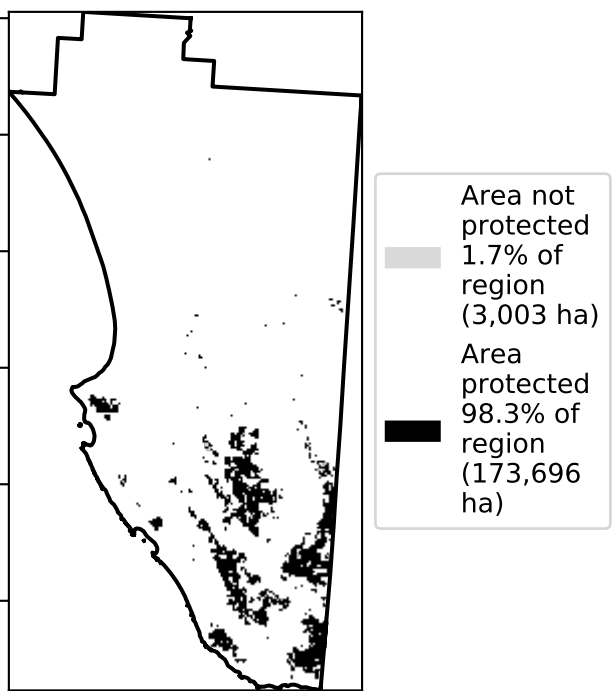 Area not
protected
1.7% of
region
(3,003 ha)
Area
protected
98.3% of
region
(173,696
ha)